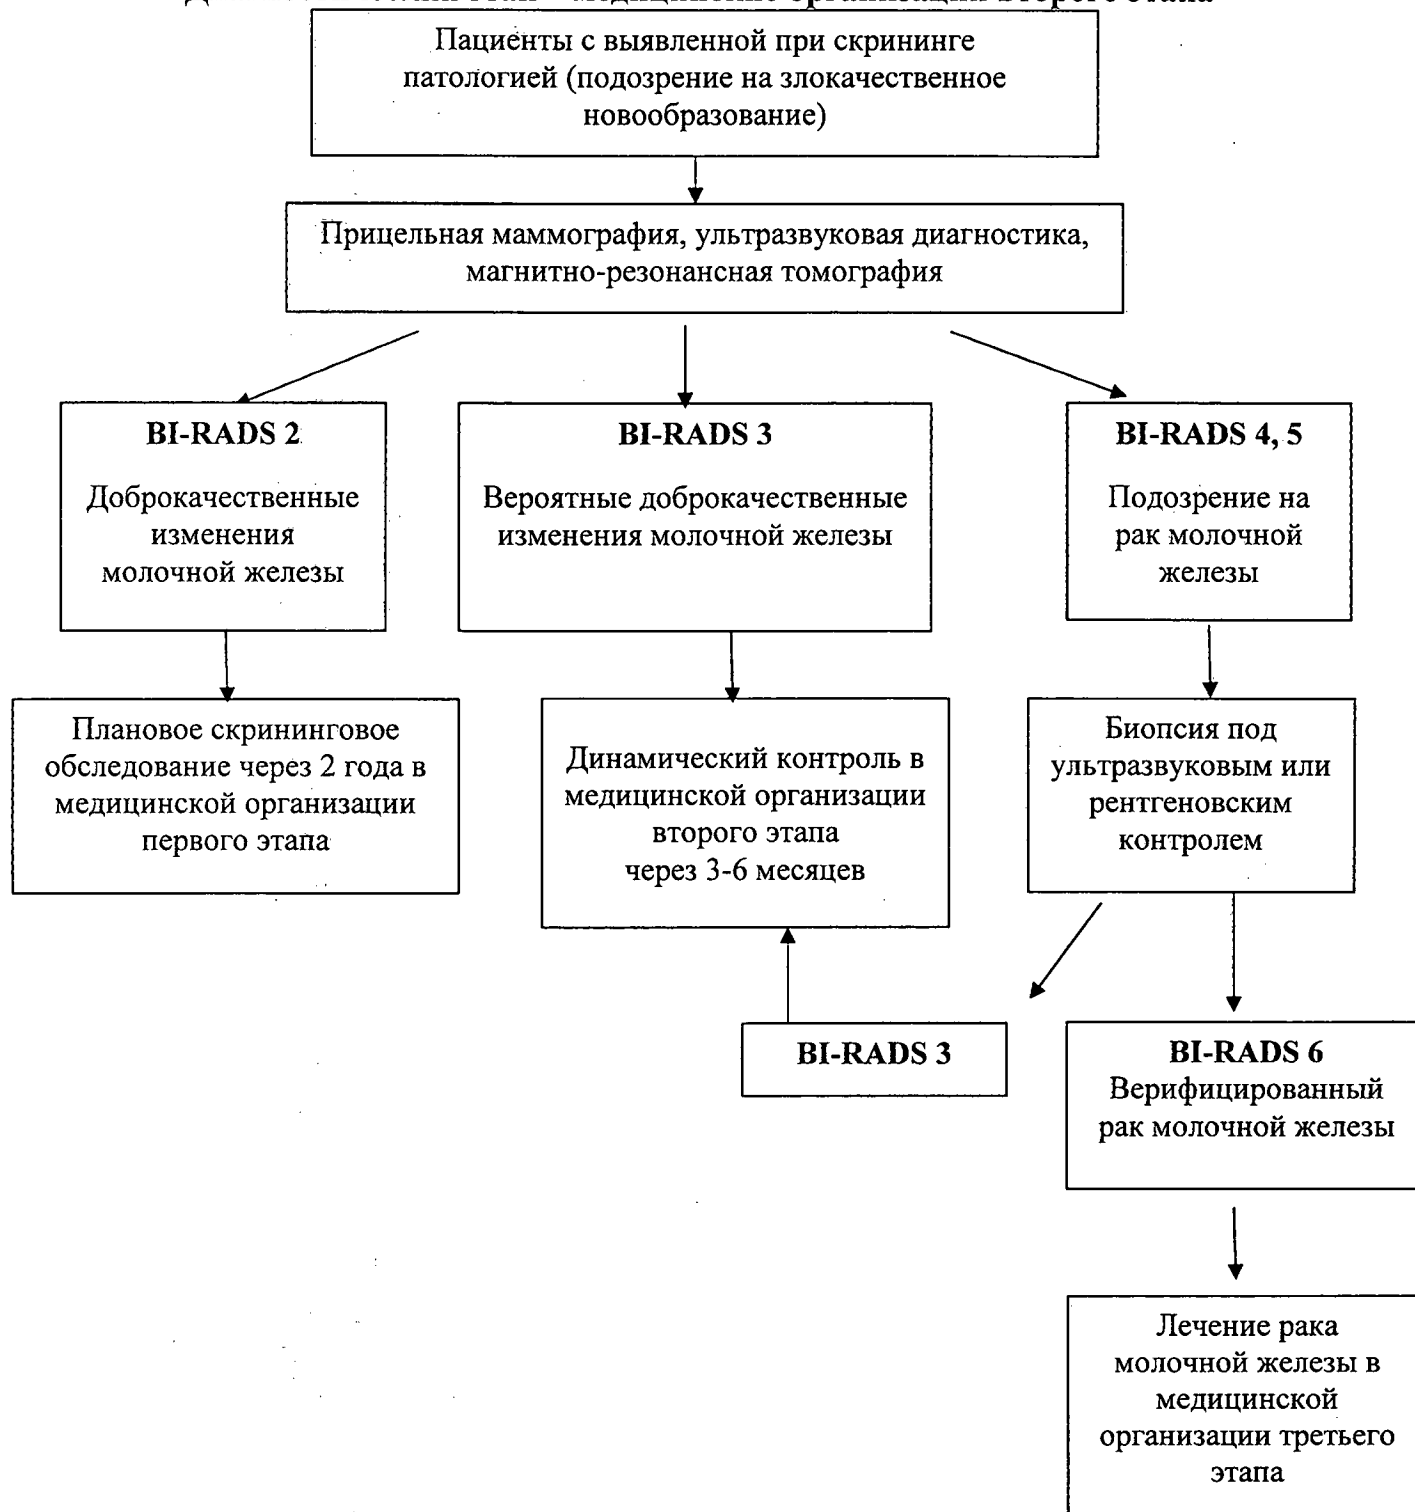 медицинские организации второго этапа
Пациенты с выявленной при скрининге
патологией (подозрение на злокачественное
новообразование)
Прицельная маммография, ультразвуковая диагностика,
магнитно-резонансная томография
BI-RADS 2
Доброкачественные
изменения
молочной железы
BI-RADS 3
Вероятные доброкачественные
изменения молочной железы
BI-RADS 4, 5
Подозрение на
рак молочной
железы
Плановое скрининговое
обследование через 2 года в
медицинской организации
первого этапа
Динамический контроль в
медицинской организации
второго этапа
через 3-6 месяцев
Биопсия под
ультразвуковым или
рентгеновским
контролем
BI-RADS 3
BI-RADS 6
Верифицированный
рак молочной железы
Лечение рака
молочной железы в
медицинской
организации третьего
этапа